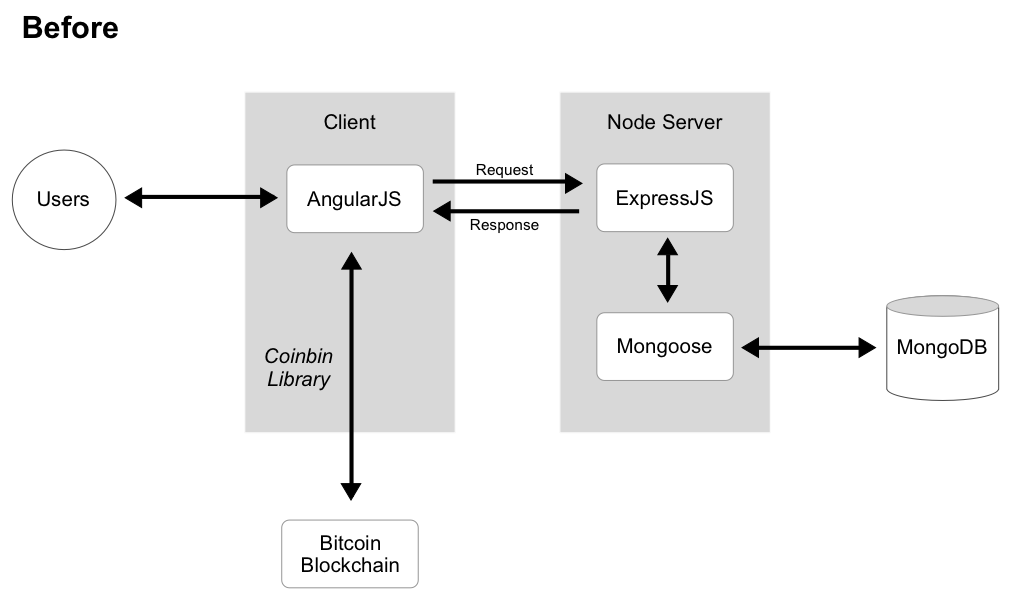 Before
Client
Node Server
Users
AngularJS
Request
Response
ExpressJS
Mongoose
MongoDB
Coinbin
Library
Bitcoin
Blockchain